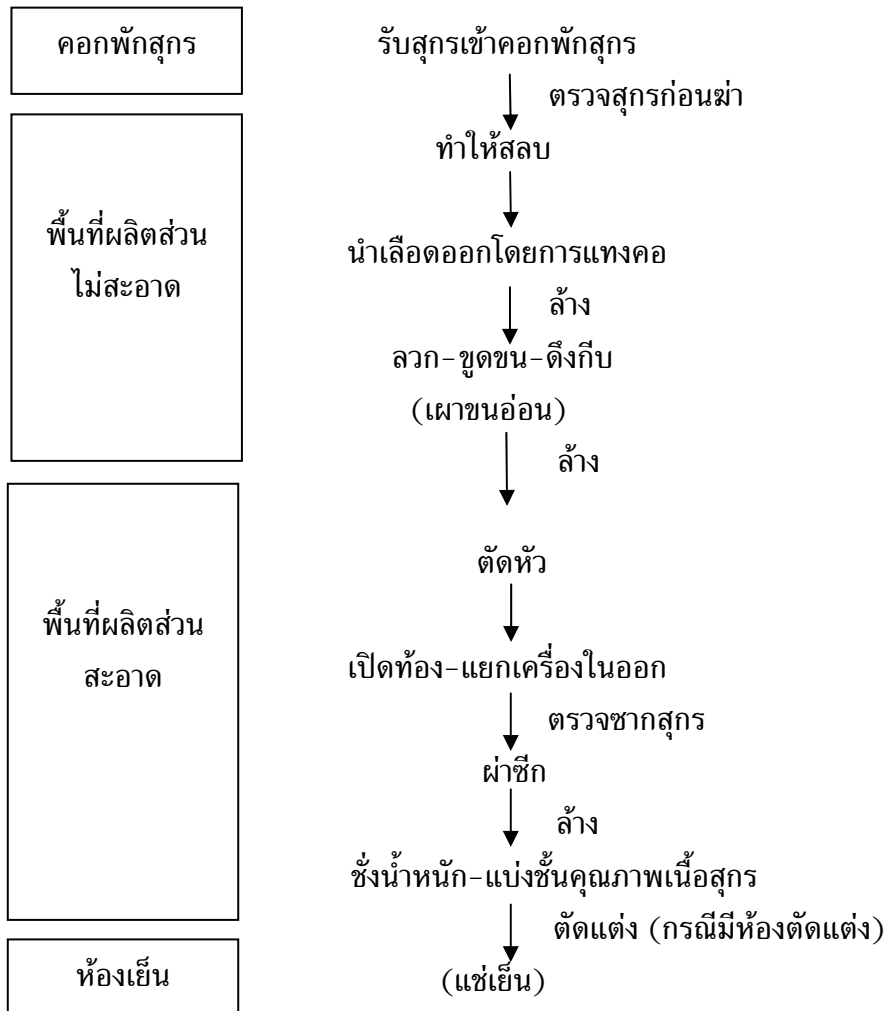 คอกพักสุกร
รับสุกรเข้าคอกพักสุกร
ตรวจสุกรก่อนฆ่า
ทำให้สลบ
พื้นที่ผลิตส่วน
ไม่สะอาด
นำเลือดออกโดยการแทงคอ
ล้าง
ลวก-ขูดขน-ดึงกีบ
(เผาขนอ่อน)
ล้าง
ตัดหัว
พื้นที่ผลิตส่วน
สะอาด
เปิดท้อง-แยกเครื่องในออก
ตรวจซากสุกร
ผ่าซีก
ล้าง
ชั่งน้ำหนัก-แบ่งชั้นคุณภาพเนื้อสุกร
ตัดแต่ง (กรณีมีห้องตัดแต่ง)
ห้องเย็น
(แช่เย็น)